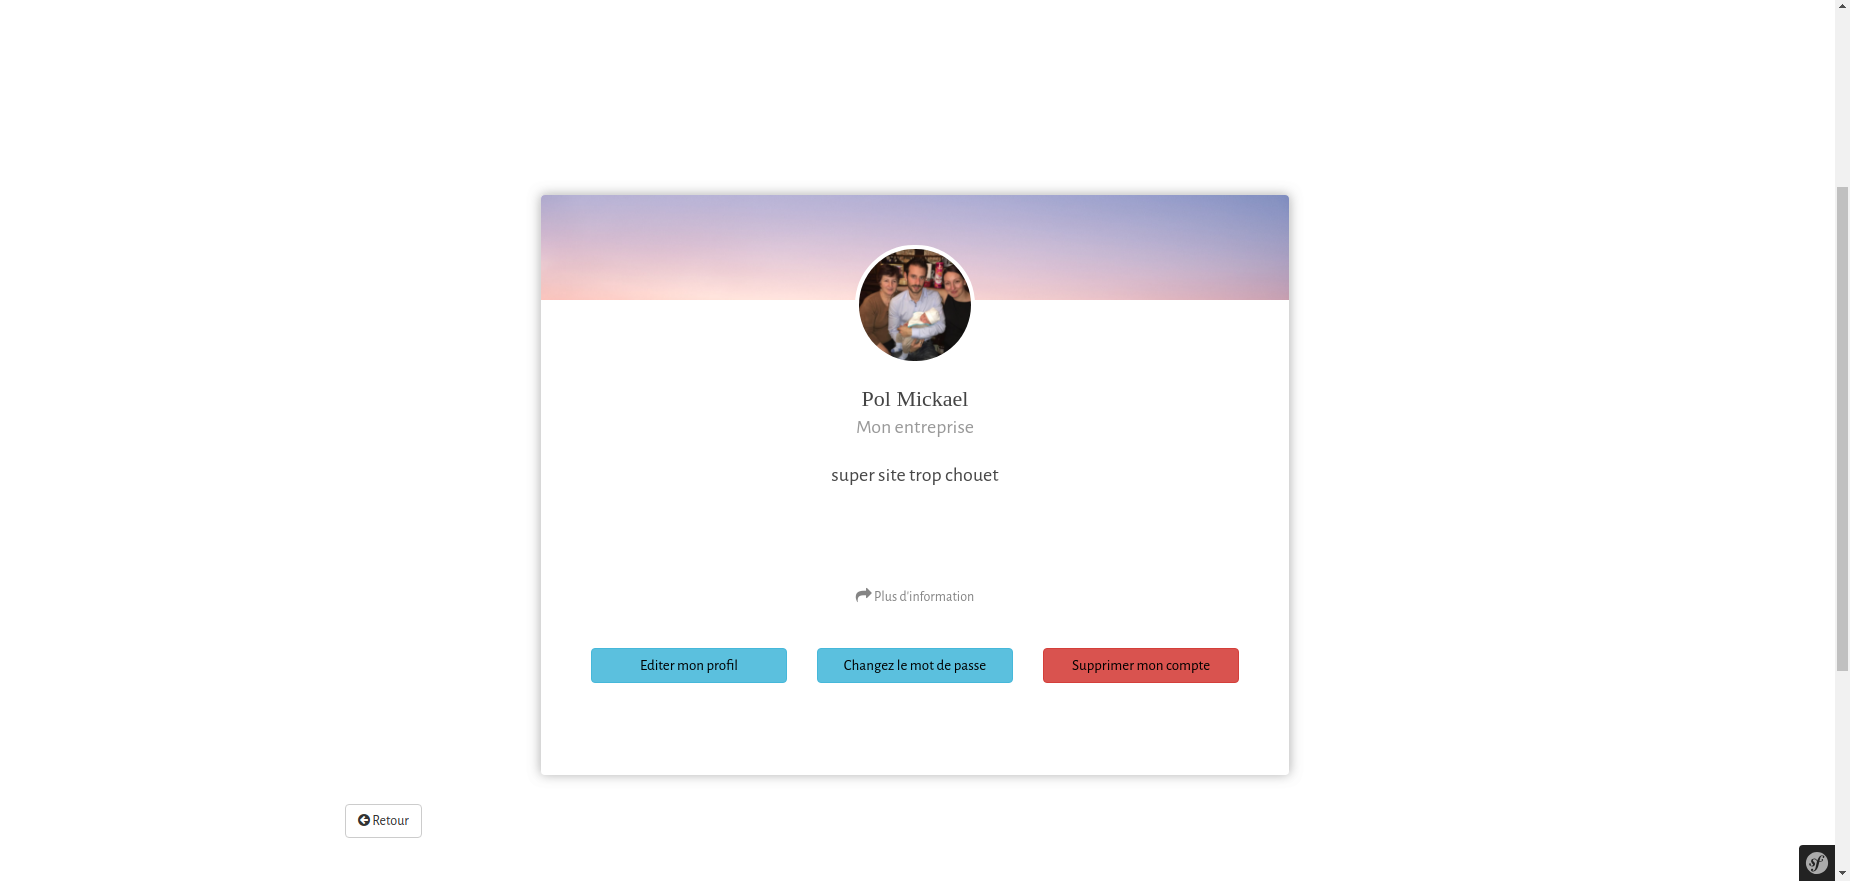 Pol Mickael
Mon entreprise
super site trop chouet
Plus d'information
Editer mon profil
Changez le mot de passe
Supprimer mon compte
Retour
sf